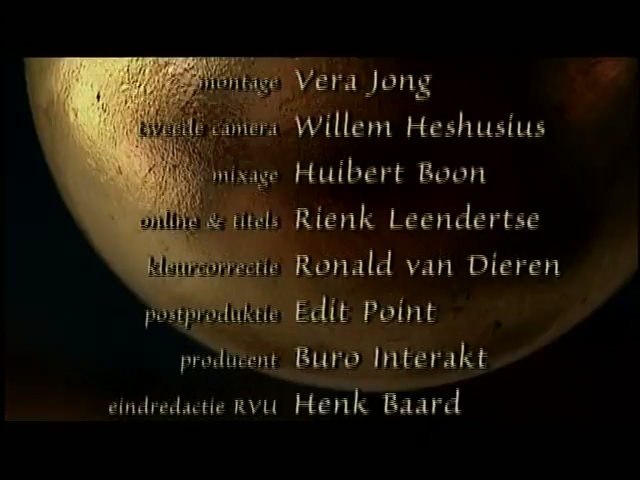 montage Vera Jong
tweede camera Willem Heshusius
mixage Huibert Boon
online & titels Rienk Leendertse
kleurcorrectie Ronald van Dieren
postproduktie Edit Point
producent Buro Interakt
eindredactie RVU Henk Baard